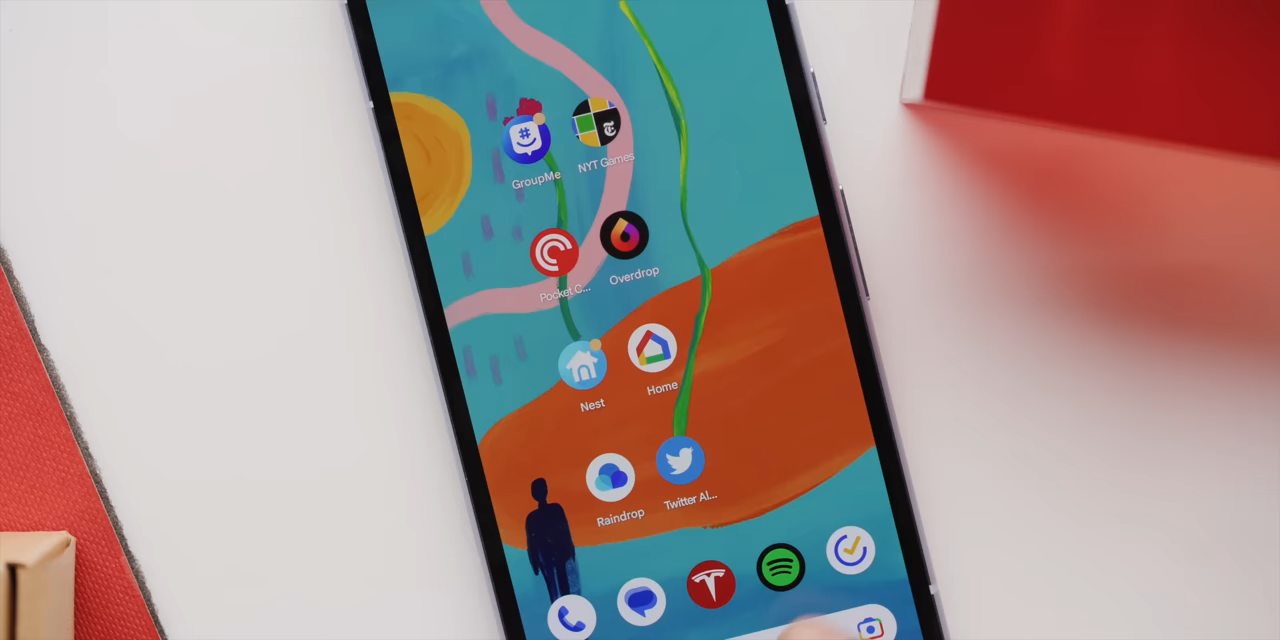 GroupMe
NYT Games
Pocket C...
Overdrop
Nest
Home
Raindrop
Twitter Al...